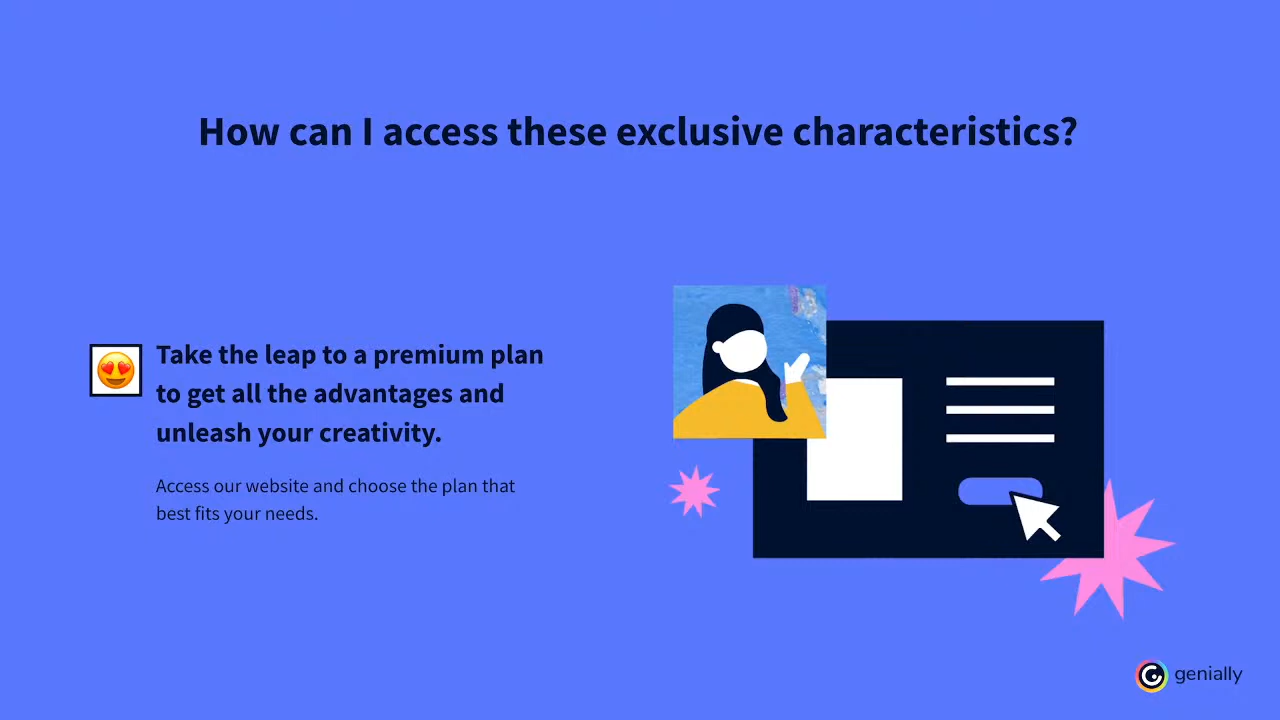 How can I access these exclusive characteristics?
Take the leap to a premium plan
to get all the advantages and
unleash your creativity.
Access our website and choose the plan that
best fits your needs.
genially